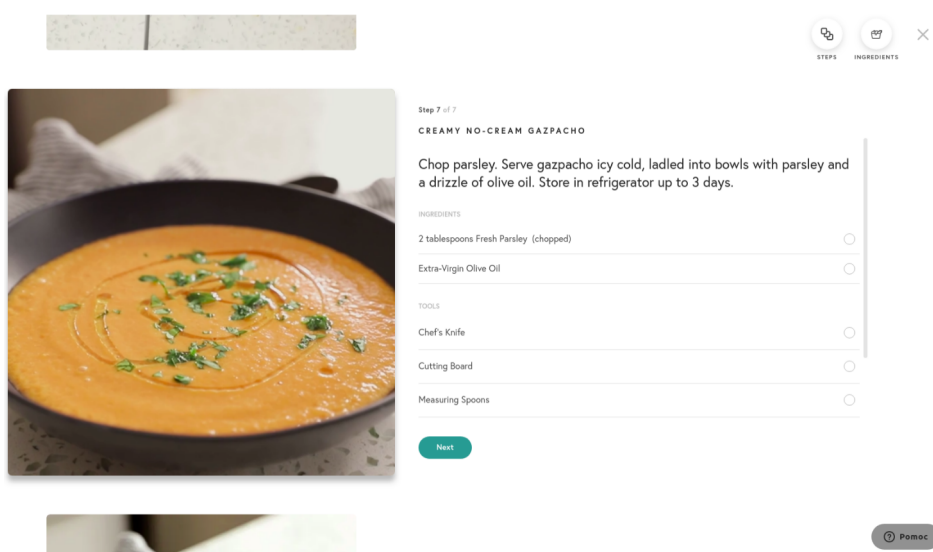 STEPS
INGREDIENTS
Step 7 of 7
CREAMY NO-CREAM GAZPACHO
Chop parsley. Serve gazpacho icy cold, ladled into bowls with parsley and
a drizzle of olive oil. Store in refrigerator up to 3 days.
INGREDIENTS
2 tablespoons Fresh Parsley (chopped)
Extra-Virgin Olive Oil
TOOLS
Chef's Knife
Cutting Board
Measuring Spoons
Next
Pomoc